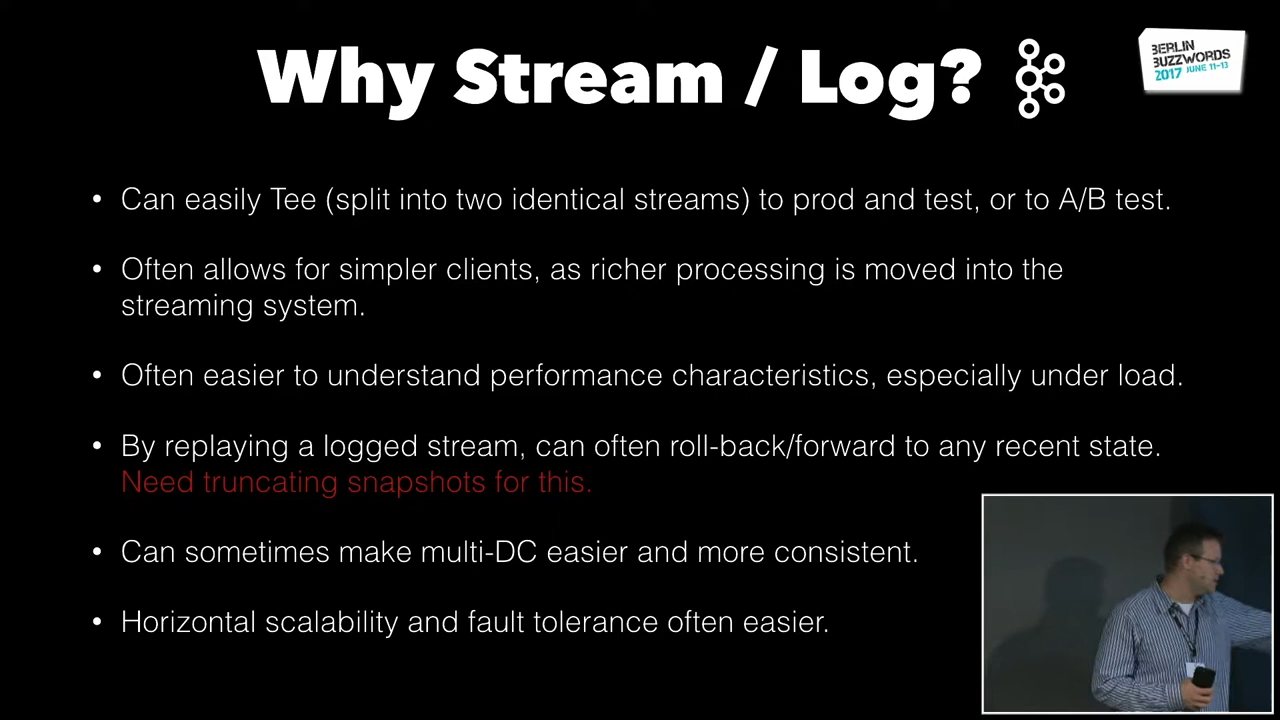 Why Stream / Log?
BERLIN
BUZZWORDS
2017 JUNE 11-13
• Can easily Tee (split into two identical streams) to prod and test, or to A/B test.
• Often allows for simpler clients, as richer processing is moved into the
streaming system.
• Often easier to understand performance characteristics, especially under load.
• By replaying a logged stream, can often roll-back/forward to any recent state.
Need truncating snapshots for this.
• Can sometimes make multi-DC easier and more consistent.
• Horizontal scalability and fault tolerance often easier.